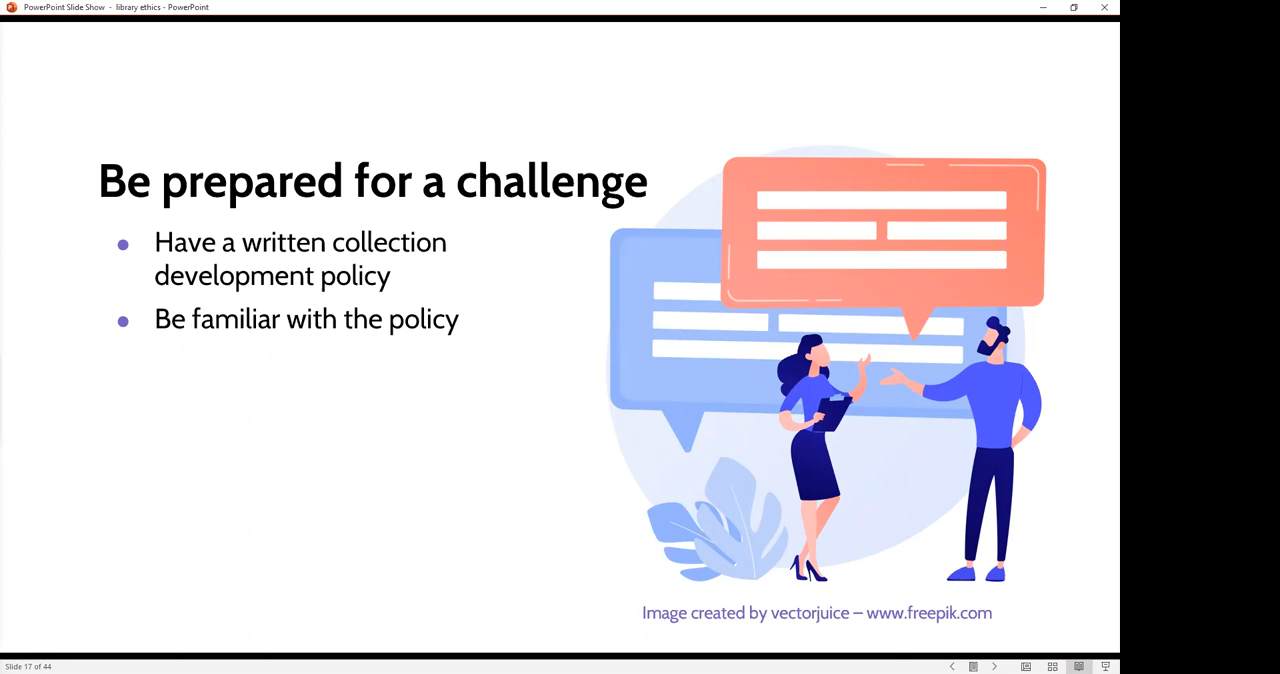 PowerPoint Slide Show - library ethics - PowerPoint
Be prepared for a challenge
Have a written collection
development policy
Be familiar with the policy
Image created by vectorjuice – www.freepik.com
Slide 17 of 44